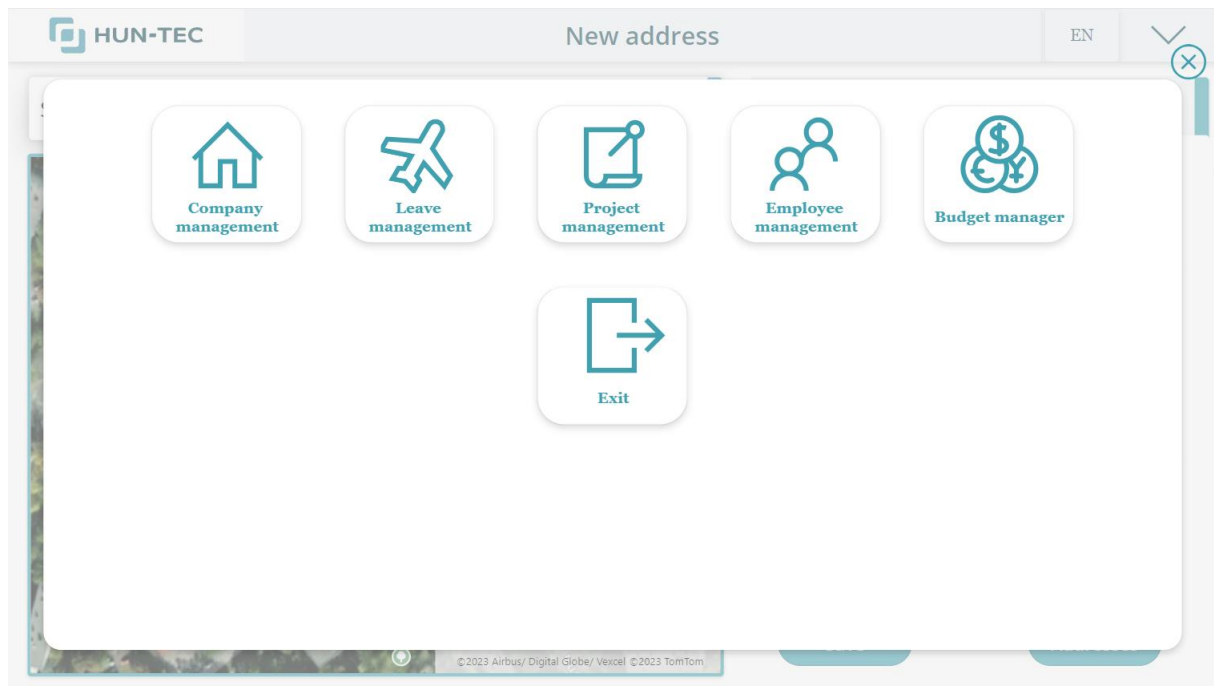 HUN-TEC
New address
EN
Company
management
Leave
management
Project
management
Employee
management
Budget manager
Exit
©2023 Airbus/ Digital Globe/ Vexcel ©2023 TomTom